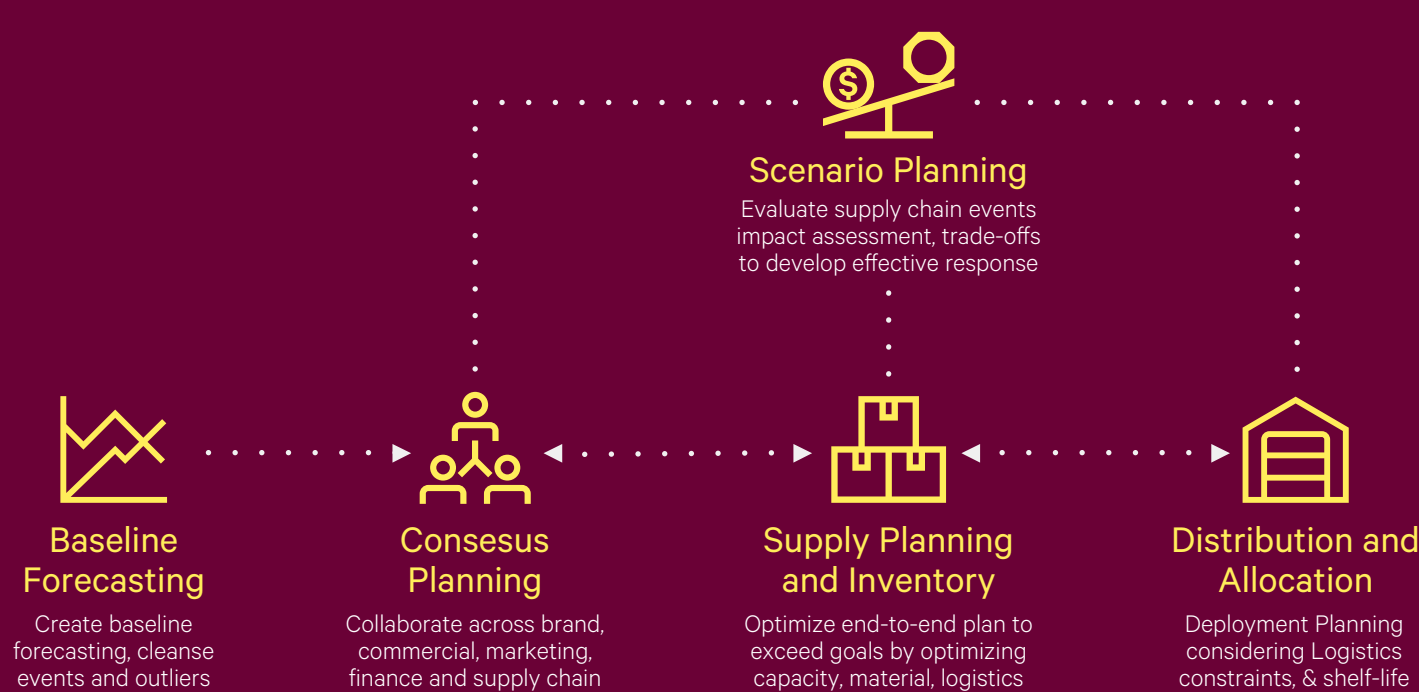 $
Scenario Planning
Evaluate supply chain events
impact assessment, trade-offs
to develop effective response
Baseline
Forecasting
Create baseline
forecasting, cleanse
events and outliers
Consesus
Planning
Collaborate across brand,
commercial, marketing,
finance and supply chain
Supply Planning
and Inventory
Optimize end-to-end plan to
exceed goals by optimizing
capacity, material, logistics
Distribution and
Allocation
Deployment Planning
considering Logistics
constraints, & shelf-life